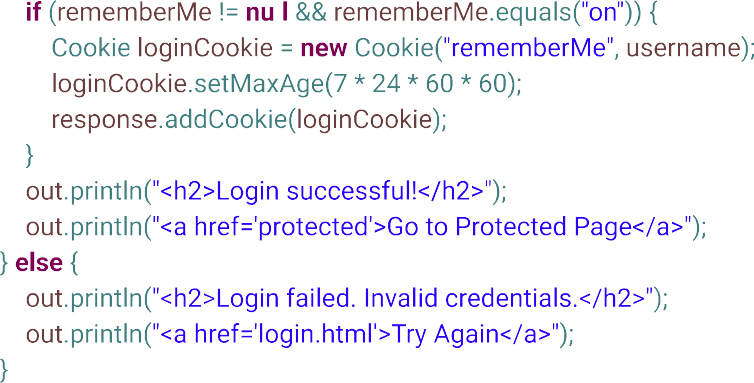 if (rememberMe != nu l && rememberMe.equals("on")) {
Cookie loginCookie = new Cookie("rememberMe", username);
loginCookie.setMaxAge(7 * 24 * 60 * 60);
response.addCookie(loginCookie);
}
out.println("<h2>Login successful!</h2>");
out.println("<a href='protected'>Go to Protected Page</a>");
} else {
out.println("<h2>Login failed. Invalid credentials.</h2>");
out.println("<a href='login.html'>Try Again</a>");
}